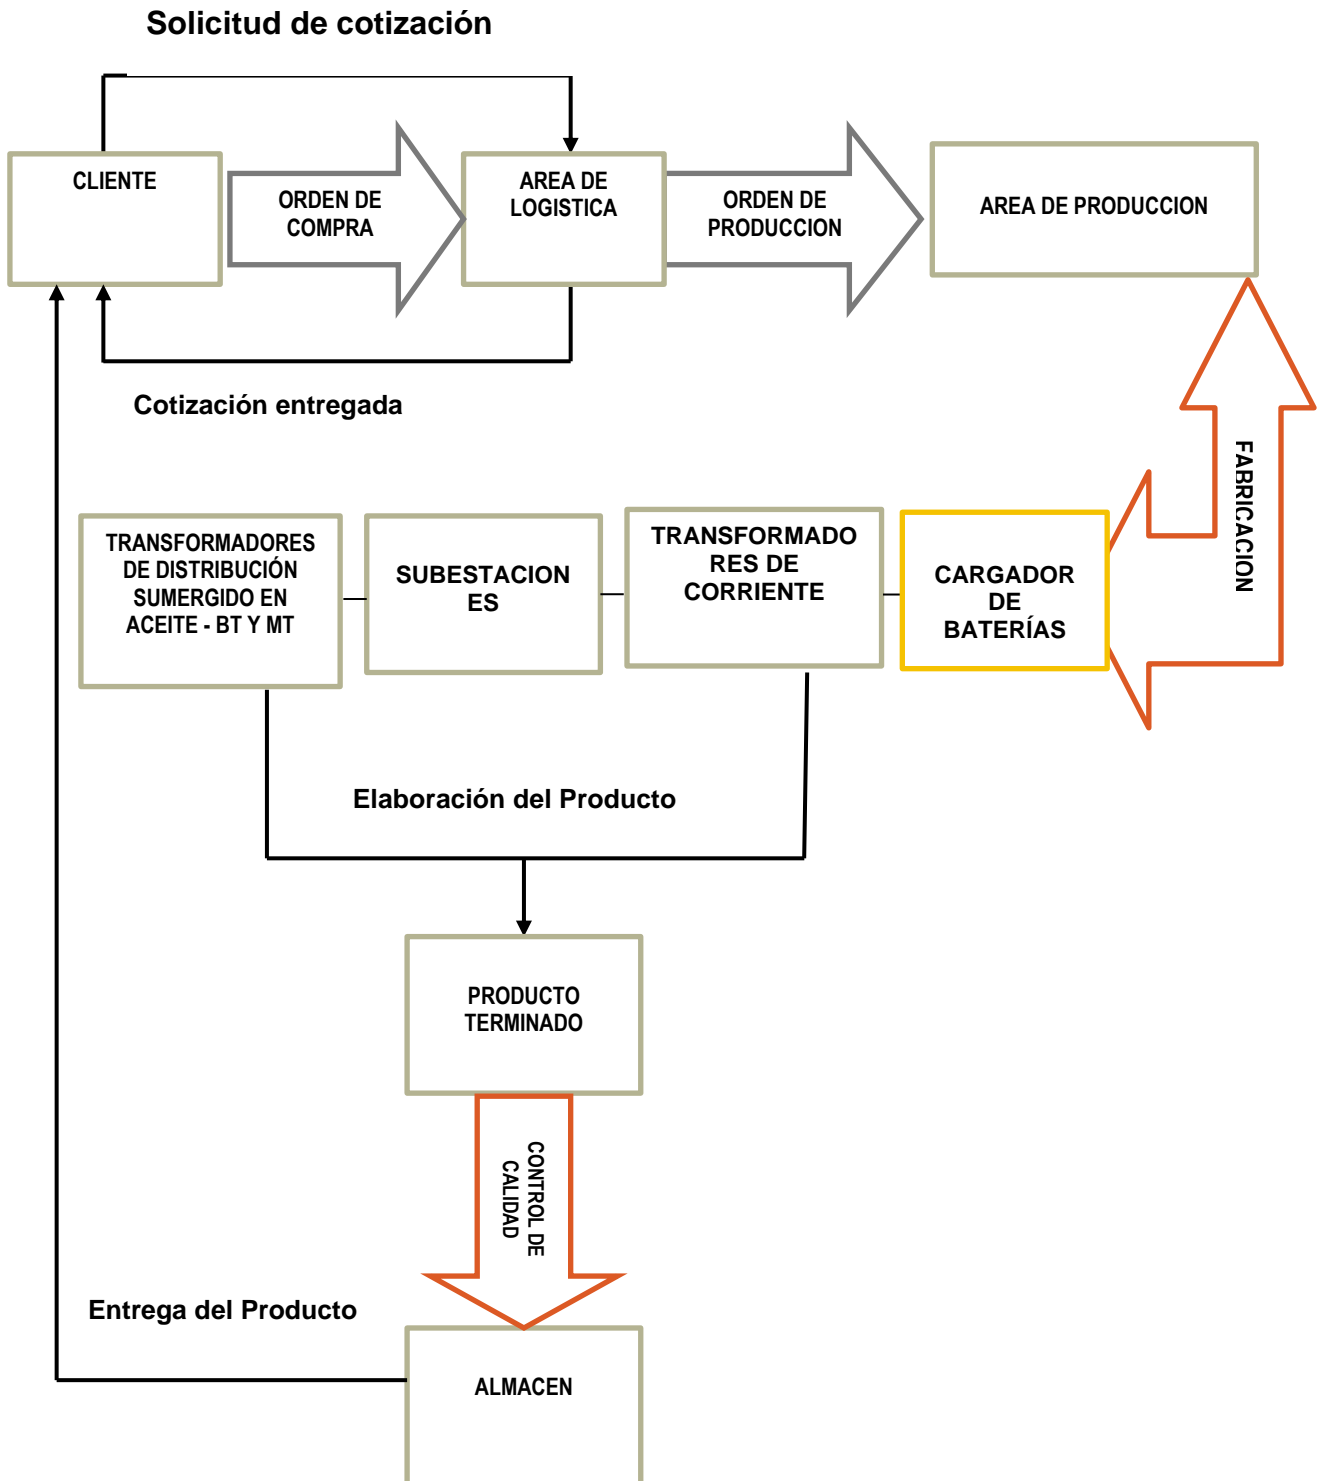 Solicitud de cotización
CLIENTE
ORDEN DE
COMPRA
AREA DE
LOGISTICA
ORDEN DE
PRODUCCION
AREA DE PRODUCCION
Cotización entregada
FABRICACION
TRANSFORMADORES
DE DISTRIBUCIÓN
SUMERGIDO EN
ACEITE - BT Y MT
SUBESTACION
ES
TRANSFORMADO
RES DE
CORRIENTE
CARGADOR
DE
BATERÍAS
Elaboración del Producto
PRODUCTO
TERMINADO
CONTROL DE
CALIDAD
Entrega del Producto
ALMACEN